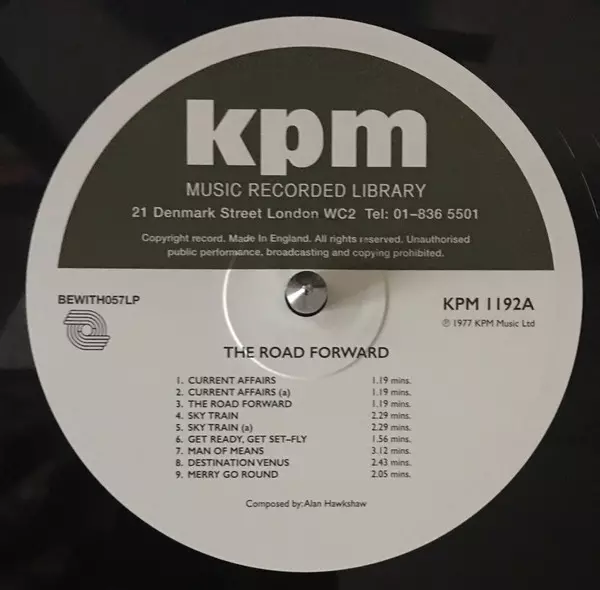 kpm
MUSIC RECORDED LIBRARY
21 Denmark Street London WC2 Tel: 01-836 5501
Copyright record. Made In England. All rights reserved. Unauthorised
public performance, broadcasting and copying prohibited.
BEWITH057LP
KPM 1192A
℗ 1977 KPM Music Ltd
THE ROAD FORWARD
1. CURRENT AFFAIRS 1.19 mins.
2. CURRENT AFFAIRS (a) 1.19 mins.
3. THE ROAD FORWARD 1.19 mins.
4. SKY TRAIN 2.29 mins.
5. SKY TRAIN (a) 2.29 mins.
6. GET READY, GET SET-FLY 1.56 mins.
7. MAN OF MEANS 3.12 mins.
8. DESTINATION VENUS 2.43 mins.
9. MERRY GO ROUND 2.05 mins.
Composed by: Alan Hawkshaw